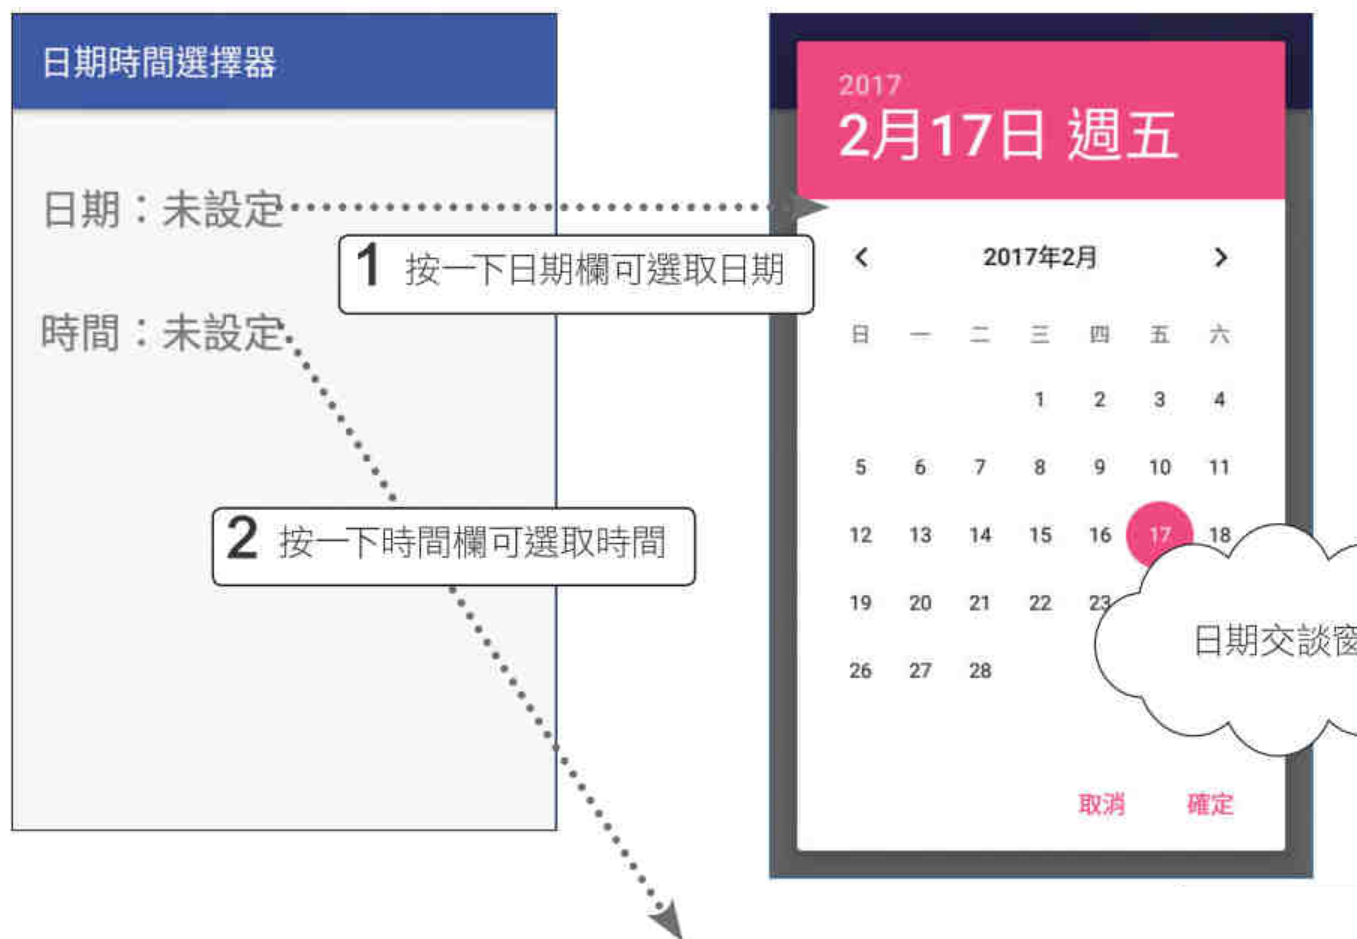 日期時間選擇器
日期：未設定
1 按一下日期欄可選取日期
時間：未設定
2 按一下時間欄可選取時間
2017
2月17日 週五
2017年2月
日 一 二 三 四 五 六
1 2 3 4
5 6 7 8 9 10 11
12 13 14 15 16 17 18
19 20 21 22 23
26 27 28
日期交談窗
取消 確定